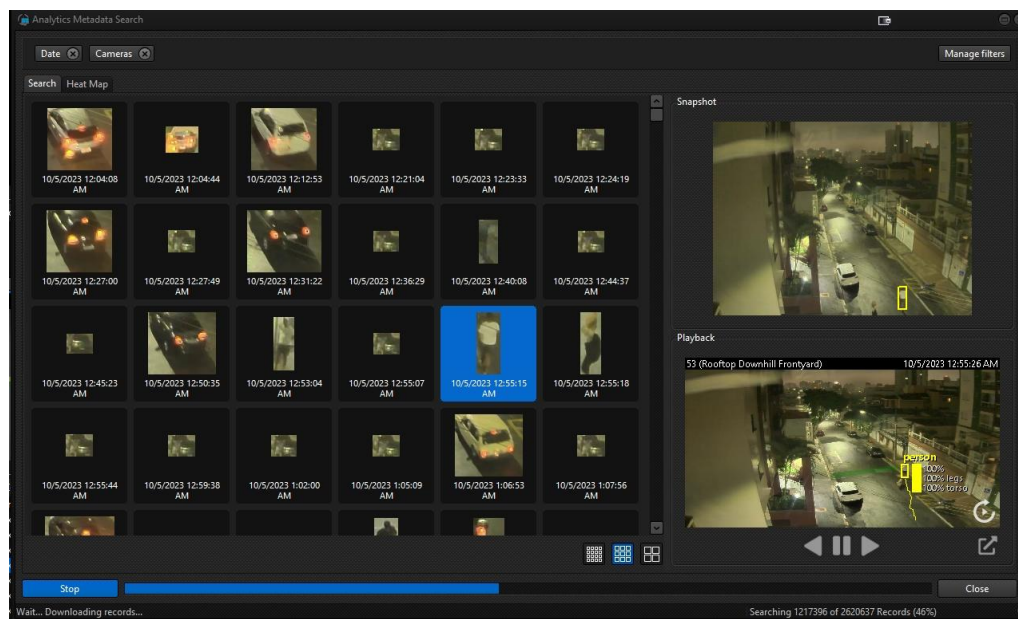 Analytics Metadata Search
Date Cameras Manage filters
Search Heat Map
Snapshot
10/5/2023 12:04:08 AM
10/5/2023 12:04:44 AM
10/5/2023 12:12:53 AM
10/5/2023 12:21:04 AM
10/5/2023 12:23:33 AM
10/5/2023 12:24:19 AM
10/5/2023 12:27:00 AM
10/5/2023 12:27:49 AM
10/5/2023 12:31:22 AM
10/5/2023 12:36:29 AM
10/5/2023 12:40:08 AM
10/5/2023 12:44:37 AM
10/5/2023 12:45:23 AM
10/5/2023 12:50:35 AM
10/5/2023 12:53:04 AM
10/5/2023 12:55:07 AM
10/5/2023 12:55:15 AM
10/5/2023 12:55:18 AM
10/5/2023 12:55:44 AM
10/5/2023 12:59:38 AM
10/5/2023 1:02:00 AM
10/5/2023 1:05:09 AM
10/5/2023 1:06:53 AM
10/5/2023 1:07:56 AM
Playback
53 (Rooftop Downhill Frontyard) 10/5/2023 12:55:26 AM
person
100%
100% legs
100% torso
Stop
Close
Wait... Downloading records...
Searching 1217396 of 2620637 Records (46%)